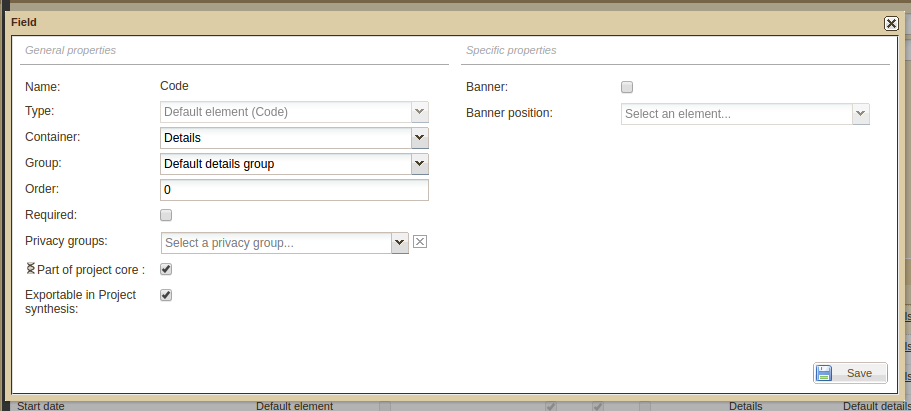 Field
General properties
Specific properties
Name: Code
Banner:
Type: Default element (Code)
Banner position: Select an element...
Container: Details
Group: Default details group
Order: 0
Required:
Privacy groups: Select a privacy group...
Part of project core :
Exportable in Project
synthesis:
Save
Start date Default element Details Default details